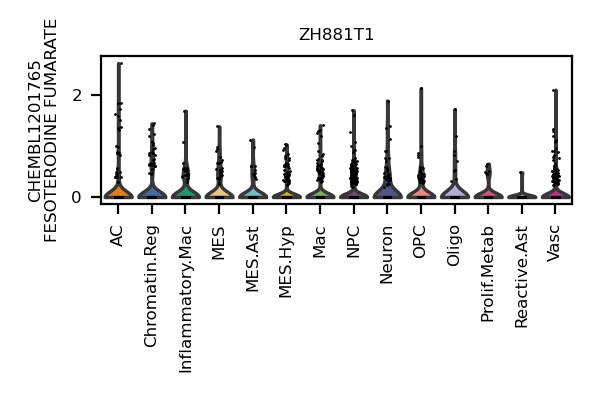 ZH881T1
CHEMBL1201765
FESOTERODINE FUMARATE
2
0
AC
Chromatin.Reg
Inflammatory.Mac
MES
MES.Ast
MES.Hyp
Mac
NPC
Neuron
OPC
Oligo
Prolif.Metab
Reactive.Ast
Vasc